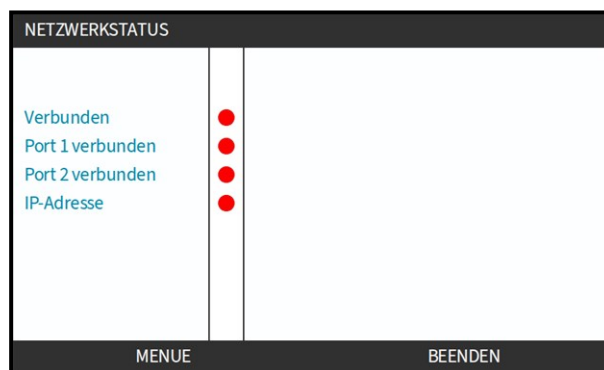 NETZWERKSTATUS
Verbunden
Port 1 verbunden
Port 2 verbunden
IP-Adresse
MENUE
BEENDEN